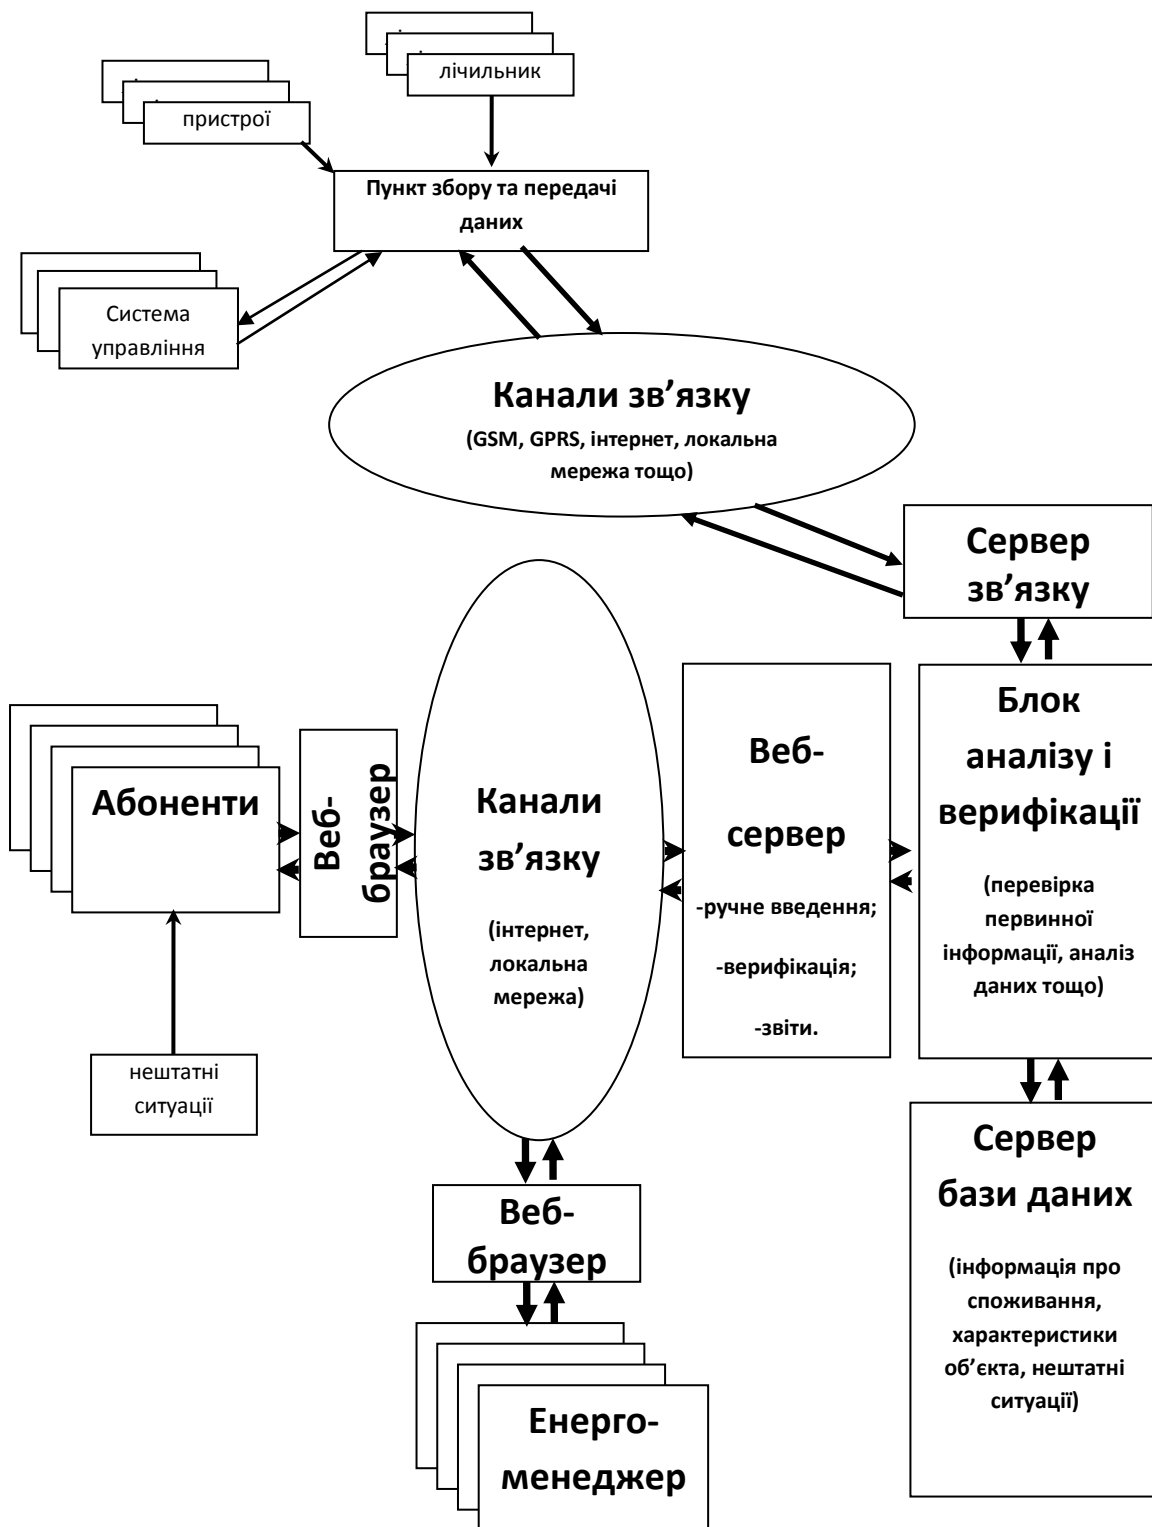 лічильник
пристрої
Пункт збору та передачі
даних
Система
управління
Канали зв’язку
(GSM, GPRS, інтернет, локальна
мережа тощо)
Сервер
зв’язку
Блок
аналізу і
верифікації
(перевірка
первинної
інформації, аналіз
даних тощо)
Веб-
сервер
-ручне введення;
-верифікація;
-звіти.
Канали
зв’язку
(інтернет,
локальна
мережа)
Веб-
браузер
Абоненти
нештатні
ситуації
Сервер
бази даних
(інформація про
споживання,
характеристики
об’єкта, нештатні
ситуації)
Веб-
браузер
Енерго-
менеджер